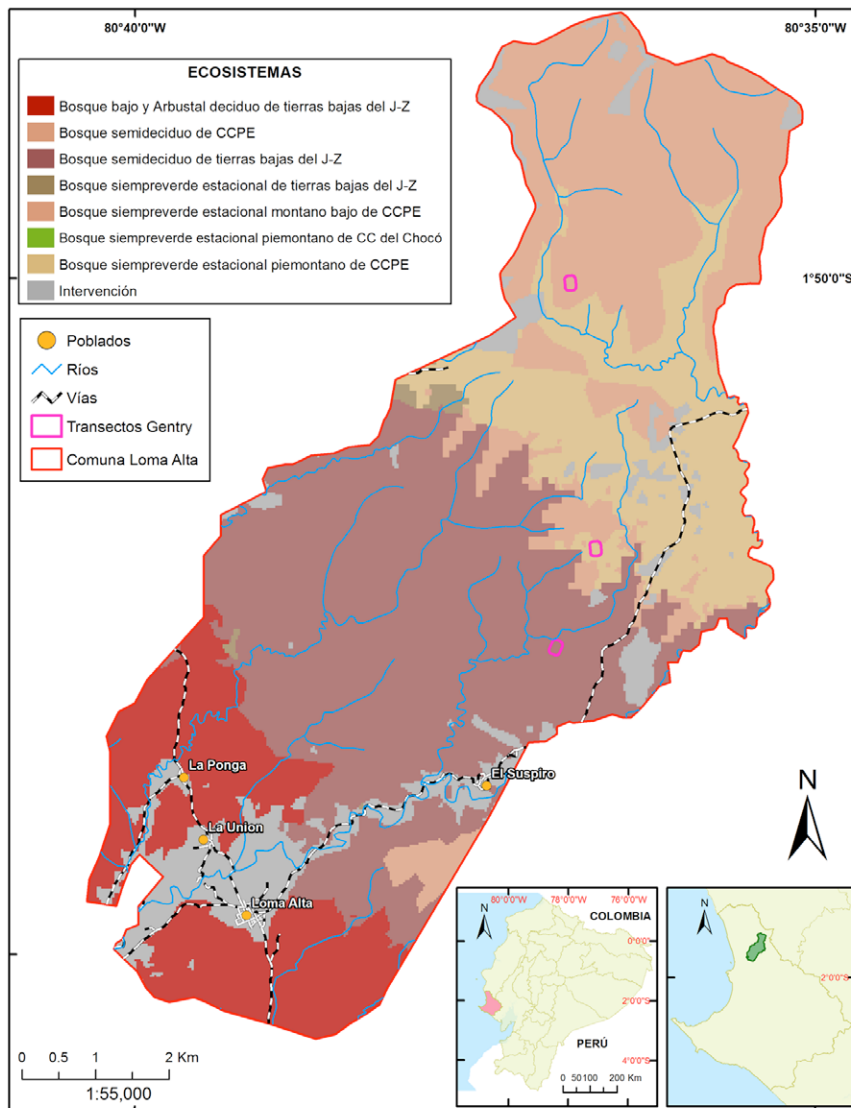 80°40'0"W
80°35'0"W
ECOSISTEMAS
Bosque bajo y Arbustal deciduo de tierras bajas del J-Z
Bosque semideciduo de CCPE
Bosque semideciduo de tierras bajas del J-Z
Bosque siempreverde estacional de tierras bajas del J-Z
Bosque siempreverde estacional montano bajo de CCPE
Bosque siempreverde estacional piemontano de CC del Chocó
Bosque siempreverde estacional piemontano de CCPE
Intervención
1°50'0"S
Poblados
Ríos
Vías
Transectos Gentry
Comuna Loma Alta
La Ponga
El Suspiro
La Union
Loma Alta
N
0 0.5 1 2 Km
1:55,000
80°0'0"W 78°0'0"W 76°0'0"W
N
COLOMBIA
0°0'0"S
2°0'0"S
PERÚ
4°0'0"S
0 50100 200 Km
N
2°0'0"S